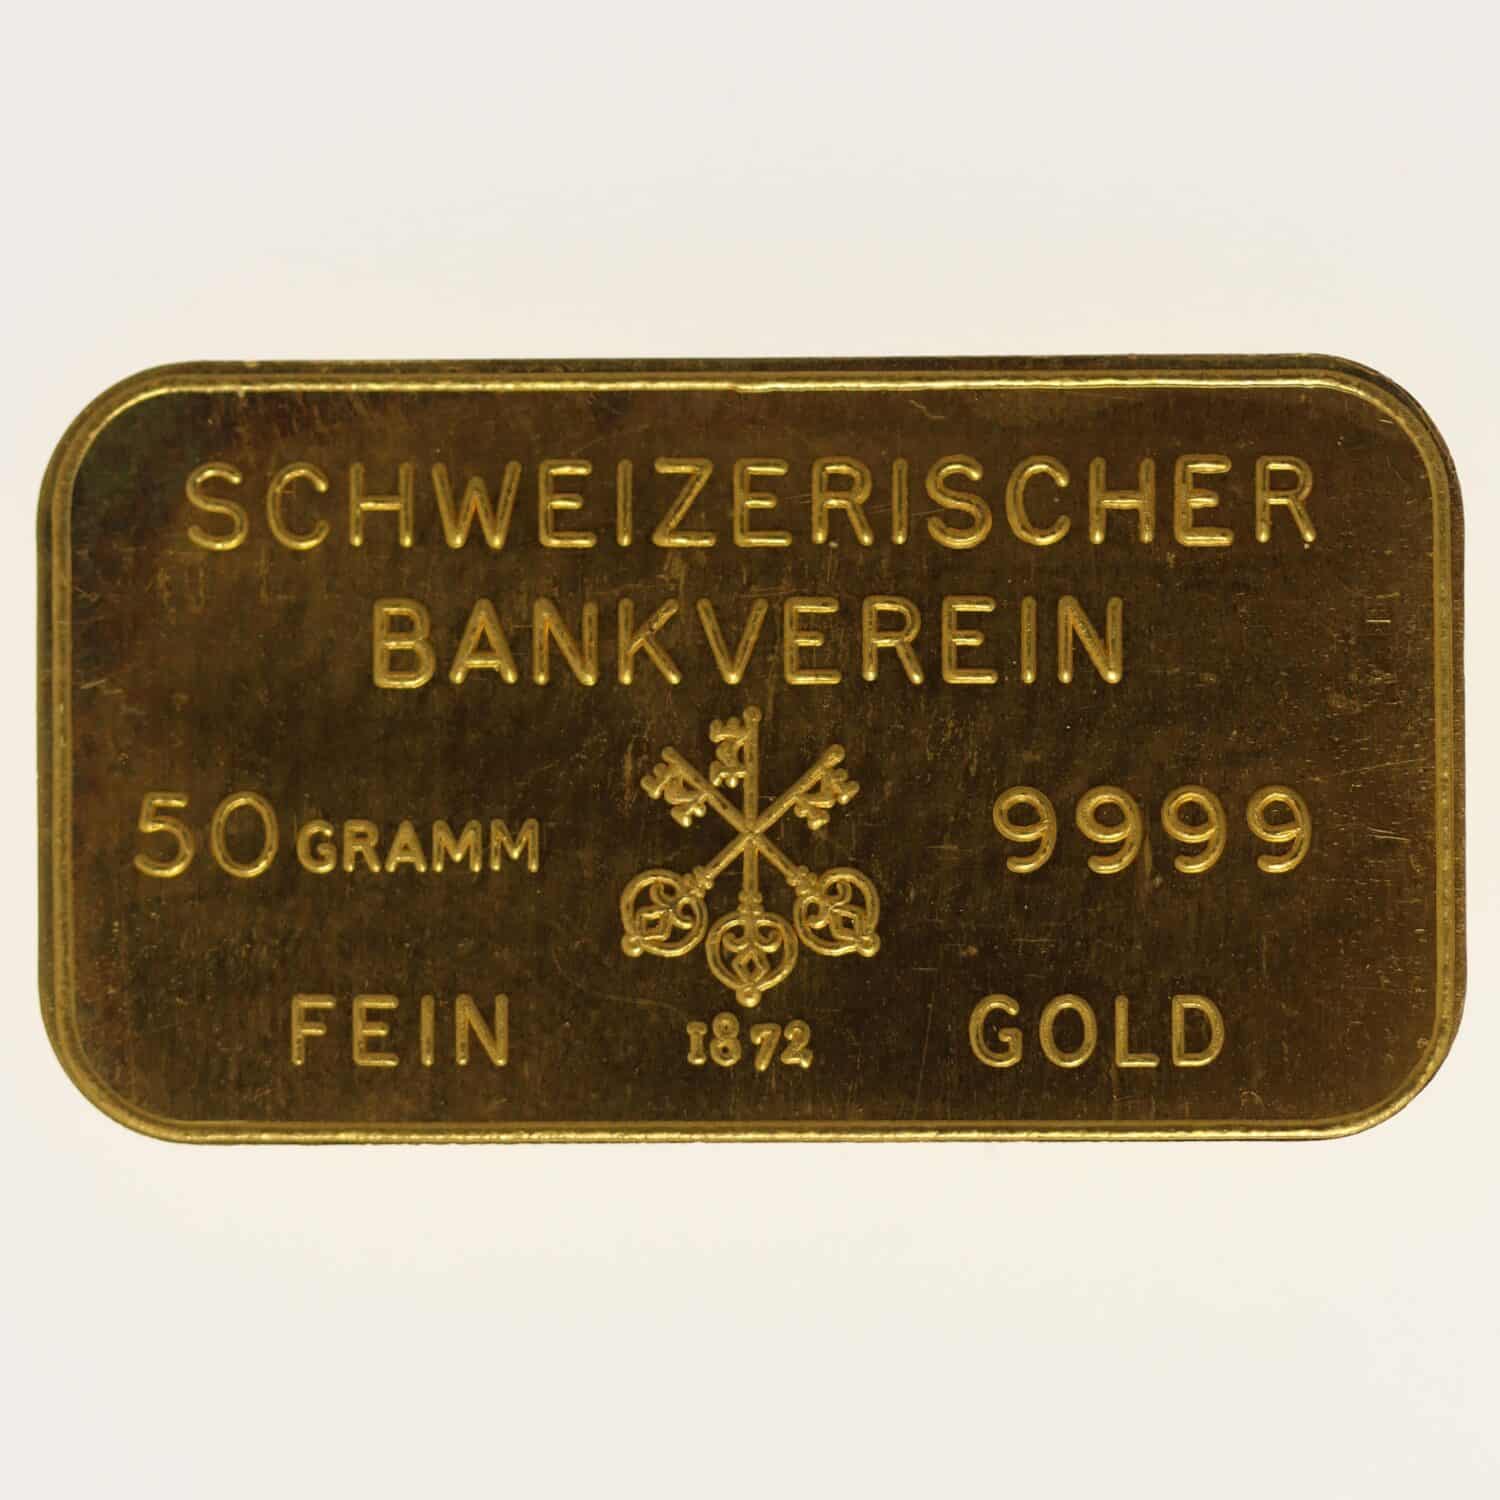 SCHWEIZERISCHER
BANKVEREIN
50 GRAMM 9999
FEIN 1872 GOLD